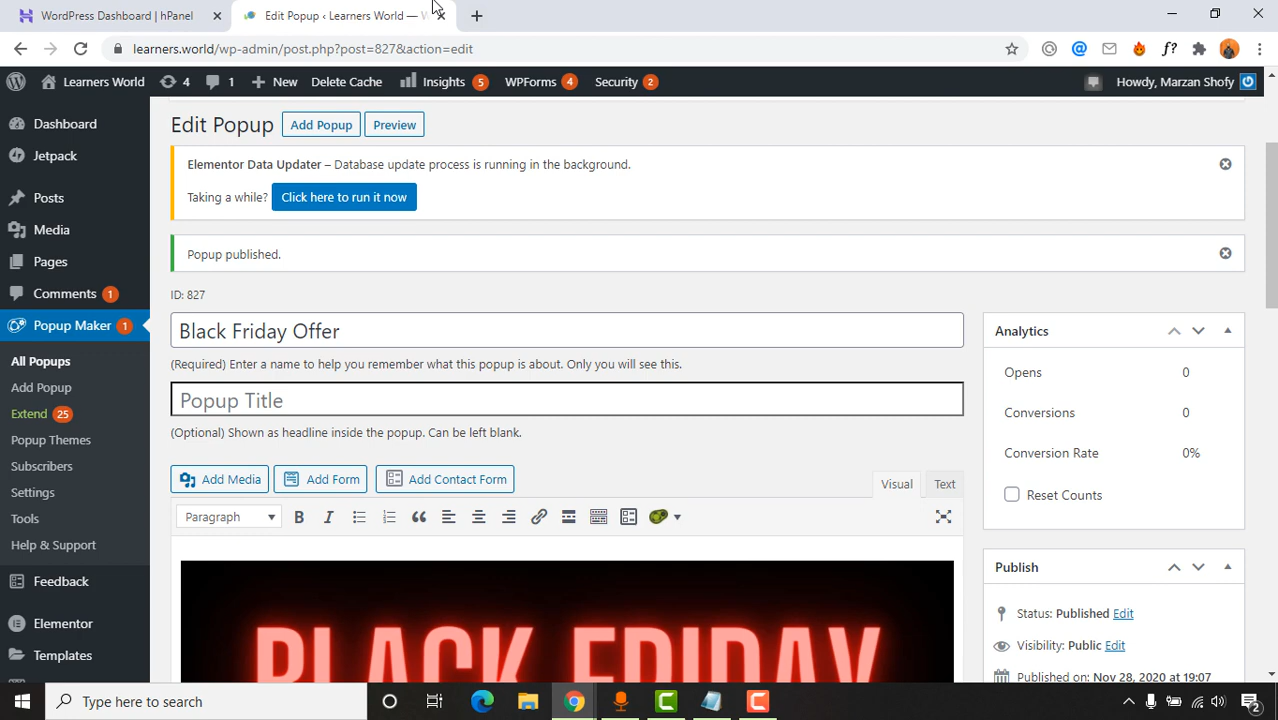 WordPress Dashboard | hPanel
Edit Popup ‹ Learners World —
learners.world/wp-admin/post.php?post=827&action=edit
Learners World 4 1 New Delete Cache Insights 5 WPForms 4 Security 2 Howdy, Marzan Shofy
Dashboard
Jetpack
Posts
Media
Pages
Comments 1
Popup Maker 1
All Popups
Add Popup
Extend 25
Popup Themes
Subscribers
Settings
Tools
Help & Support
Feedback
Elementor
Templates
Edit Popup Add Popup Preview
Elementor Data Updater – Database update process is running in the background.
Taking a while? Click here to run it now
Popup published.
ID: 827
Black Friday Offer
(Required) Enter a name to help you remember what this popup is about. Only you will see this.
Popup Title
(Optional) Shown as headline inside the popup. Can be left blank.
Add Media Add Form Add Contact Form
Visual Text
Paragraph B I
BLACK FRIDAY
Analytics
Opens 0
Conversions 0
Conversion Rate 0%
Reset Counts
Publish
Status: Published Edit
Visibility: Public Edit
Published on: Nov 28, 2020 at 19:07
Type here to search
2